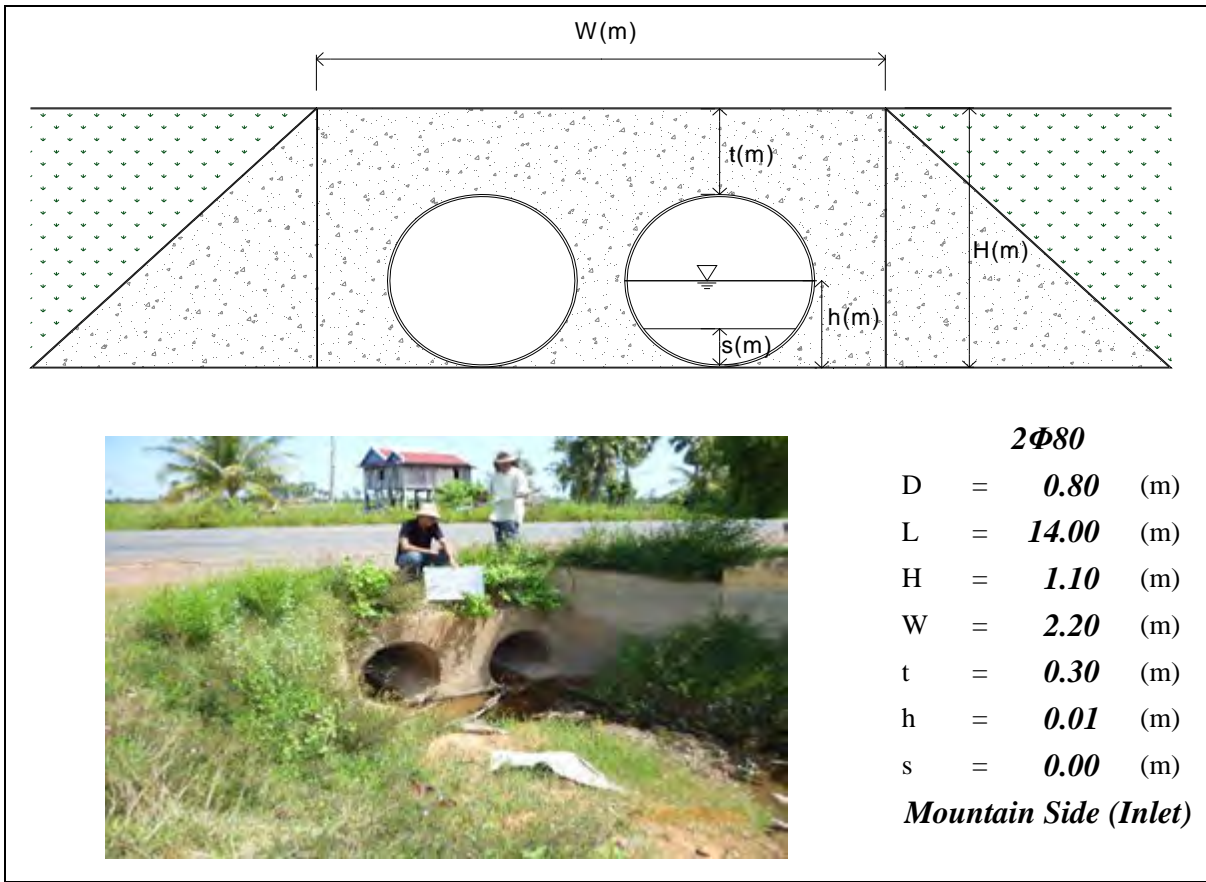 W(m)
t(m)
H(m)
h(m)
s(m)
2Φ80
D = 0.80 (m)
L = 14.00 (m)
H = 1.10 (m)
W = 2.20 (m)
t = 0.30 (m)
h = 0.01 (m)
s = 0.00 (m)
Mountain Side (Inlet)